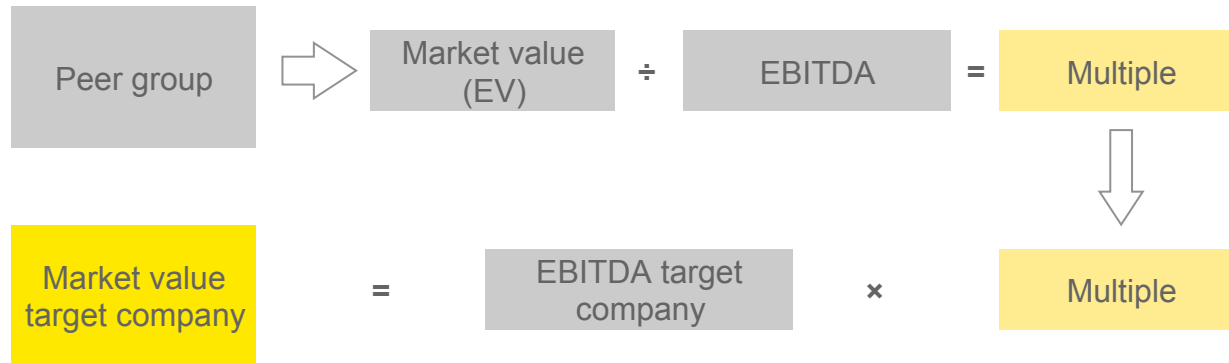 Peer group
Market value
(EV)
÷
EBITDA
=
Multiple
Market value
target company
=
EBITDA target
company
×
Multiple